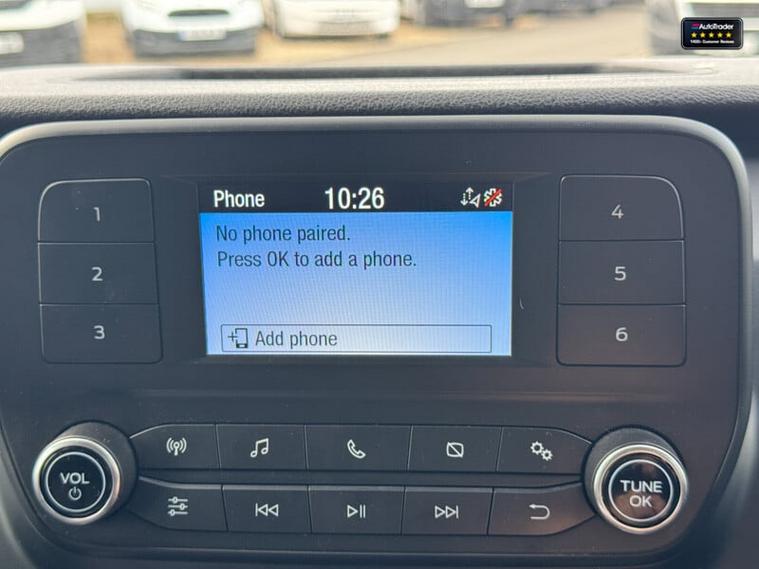 AutoTrader
Phone 10:26
No phone paired.
Press OK to add a phone.
Add phone
1
2
3
4
5
6
VOL
TUNE
OK